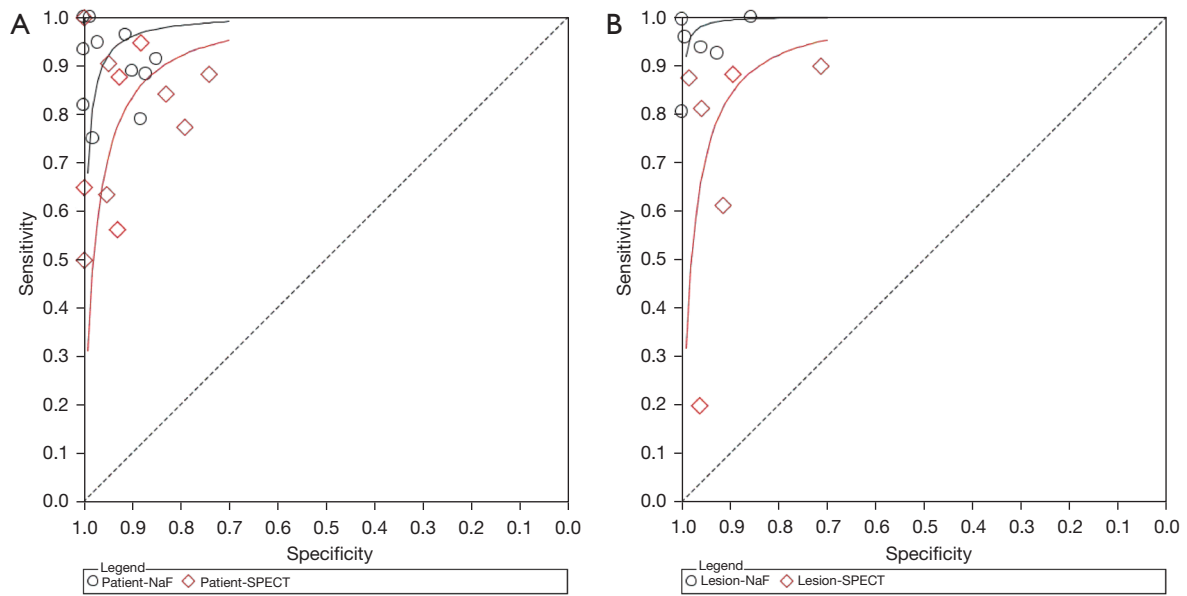 A
1.0
0.9
0.8
0.7
0.6
0.5
0.4
0.3
0.2
0.1
0.0
Sensitivity
1.0 0.9 0.8 0.7 0.6 0.5 0.4 0.3 0.2 0.1 0.0
Specificity
Legend
Patient-NaF Patient-SPECT
B
1.0
0.9
0.8
0.7
0.6
0.5
0.4
0.3
0.2
0.1
0.0
Sensitivity
1.0 0.9 0.8 0.7 0.6 0.5 0.4 0.3 0.2 0.1 0.0
Specificity
Legend
Lesion-NaF Lesion-SPECT